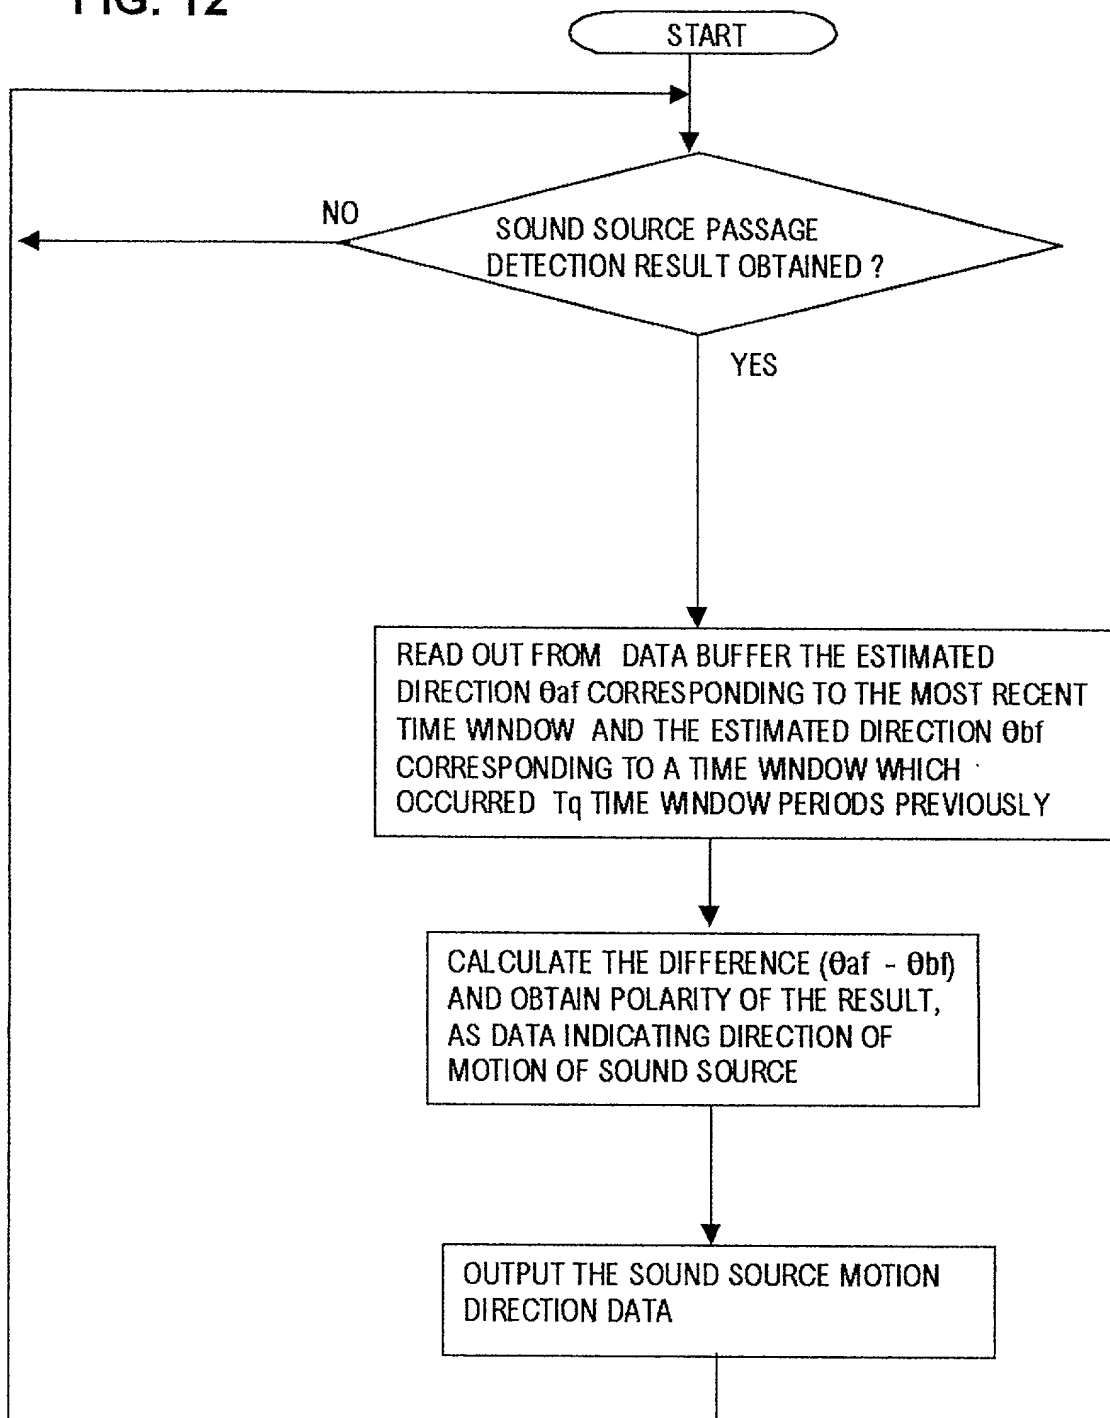 FIG. 12
START
NO
SOUND SOURCE PASSAGE
DETECTION RESULT OBTAINED ?
YES
READ OUT FROM DATA BUFFER THE ESTIMATED
DIRECTION θaf CORRESPONDING TO THE MOST RECENT
TIME WINDOW AND THE ESTIMATED DIRECTION θbf
CORRESPONDING TO A TIME WINDOW WHICH
OCCURRED Tq TIME WINDOW PERIODS PREVIOUSLY
CALCULATE THE DIFFERENCE (θaf - θbf)
AND OBTAIN POLARITY OF THE RESULT,
AS DATA INDICATING DIRECTION OF
MOTION OF SOUND SOURCE
OUTPUT THE SOUND SOURCE MOTION
DIRECTION DATA